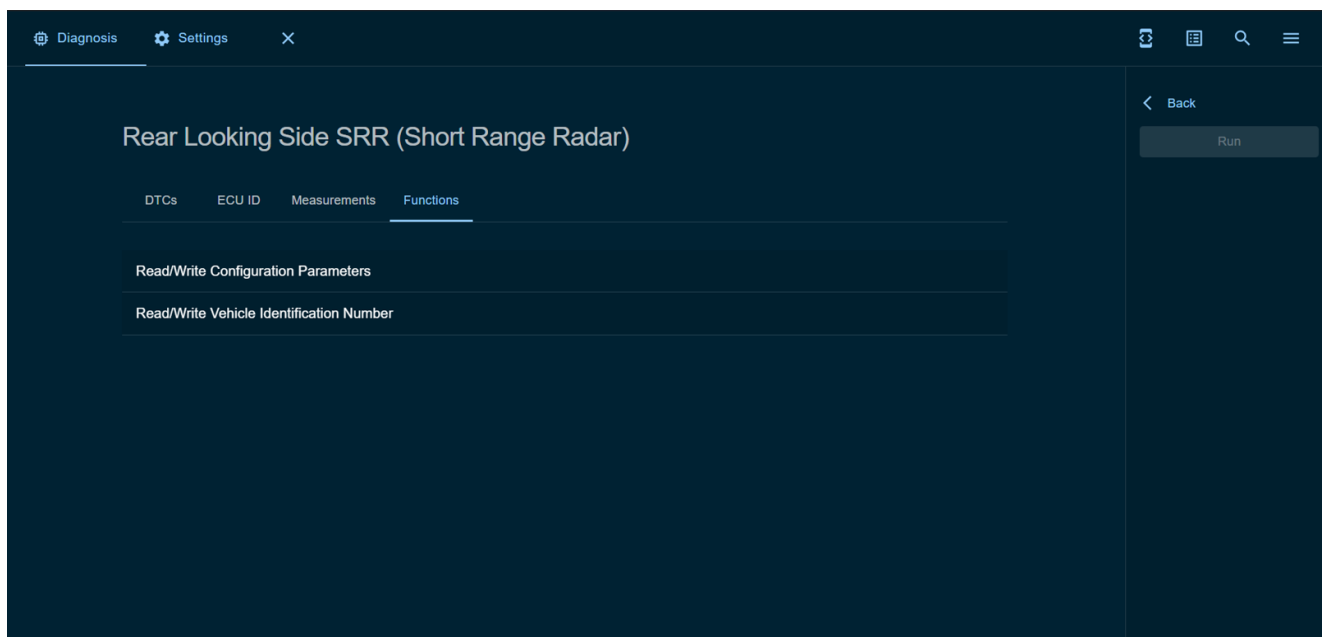 Diagnosis Settings
Back
Rear Looking Side SRR (Short Range Radar)
Run
DTCs ECU ID Measurements Functions
Read/Write Configuration Parameters
Read/Write Vehicle Identification Number